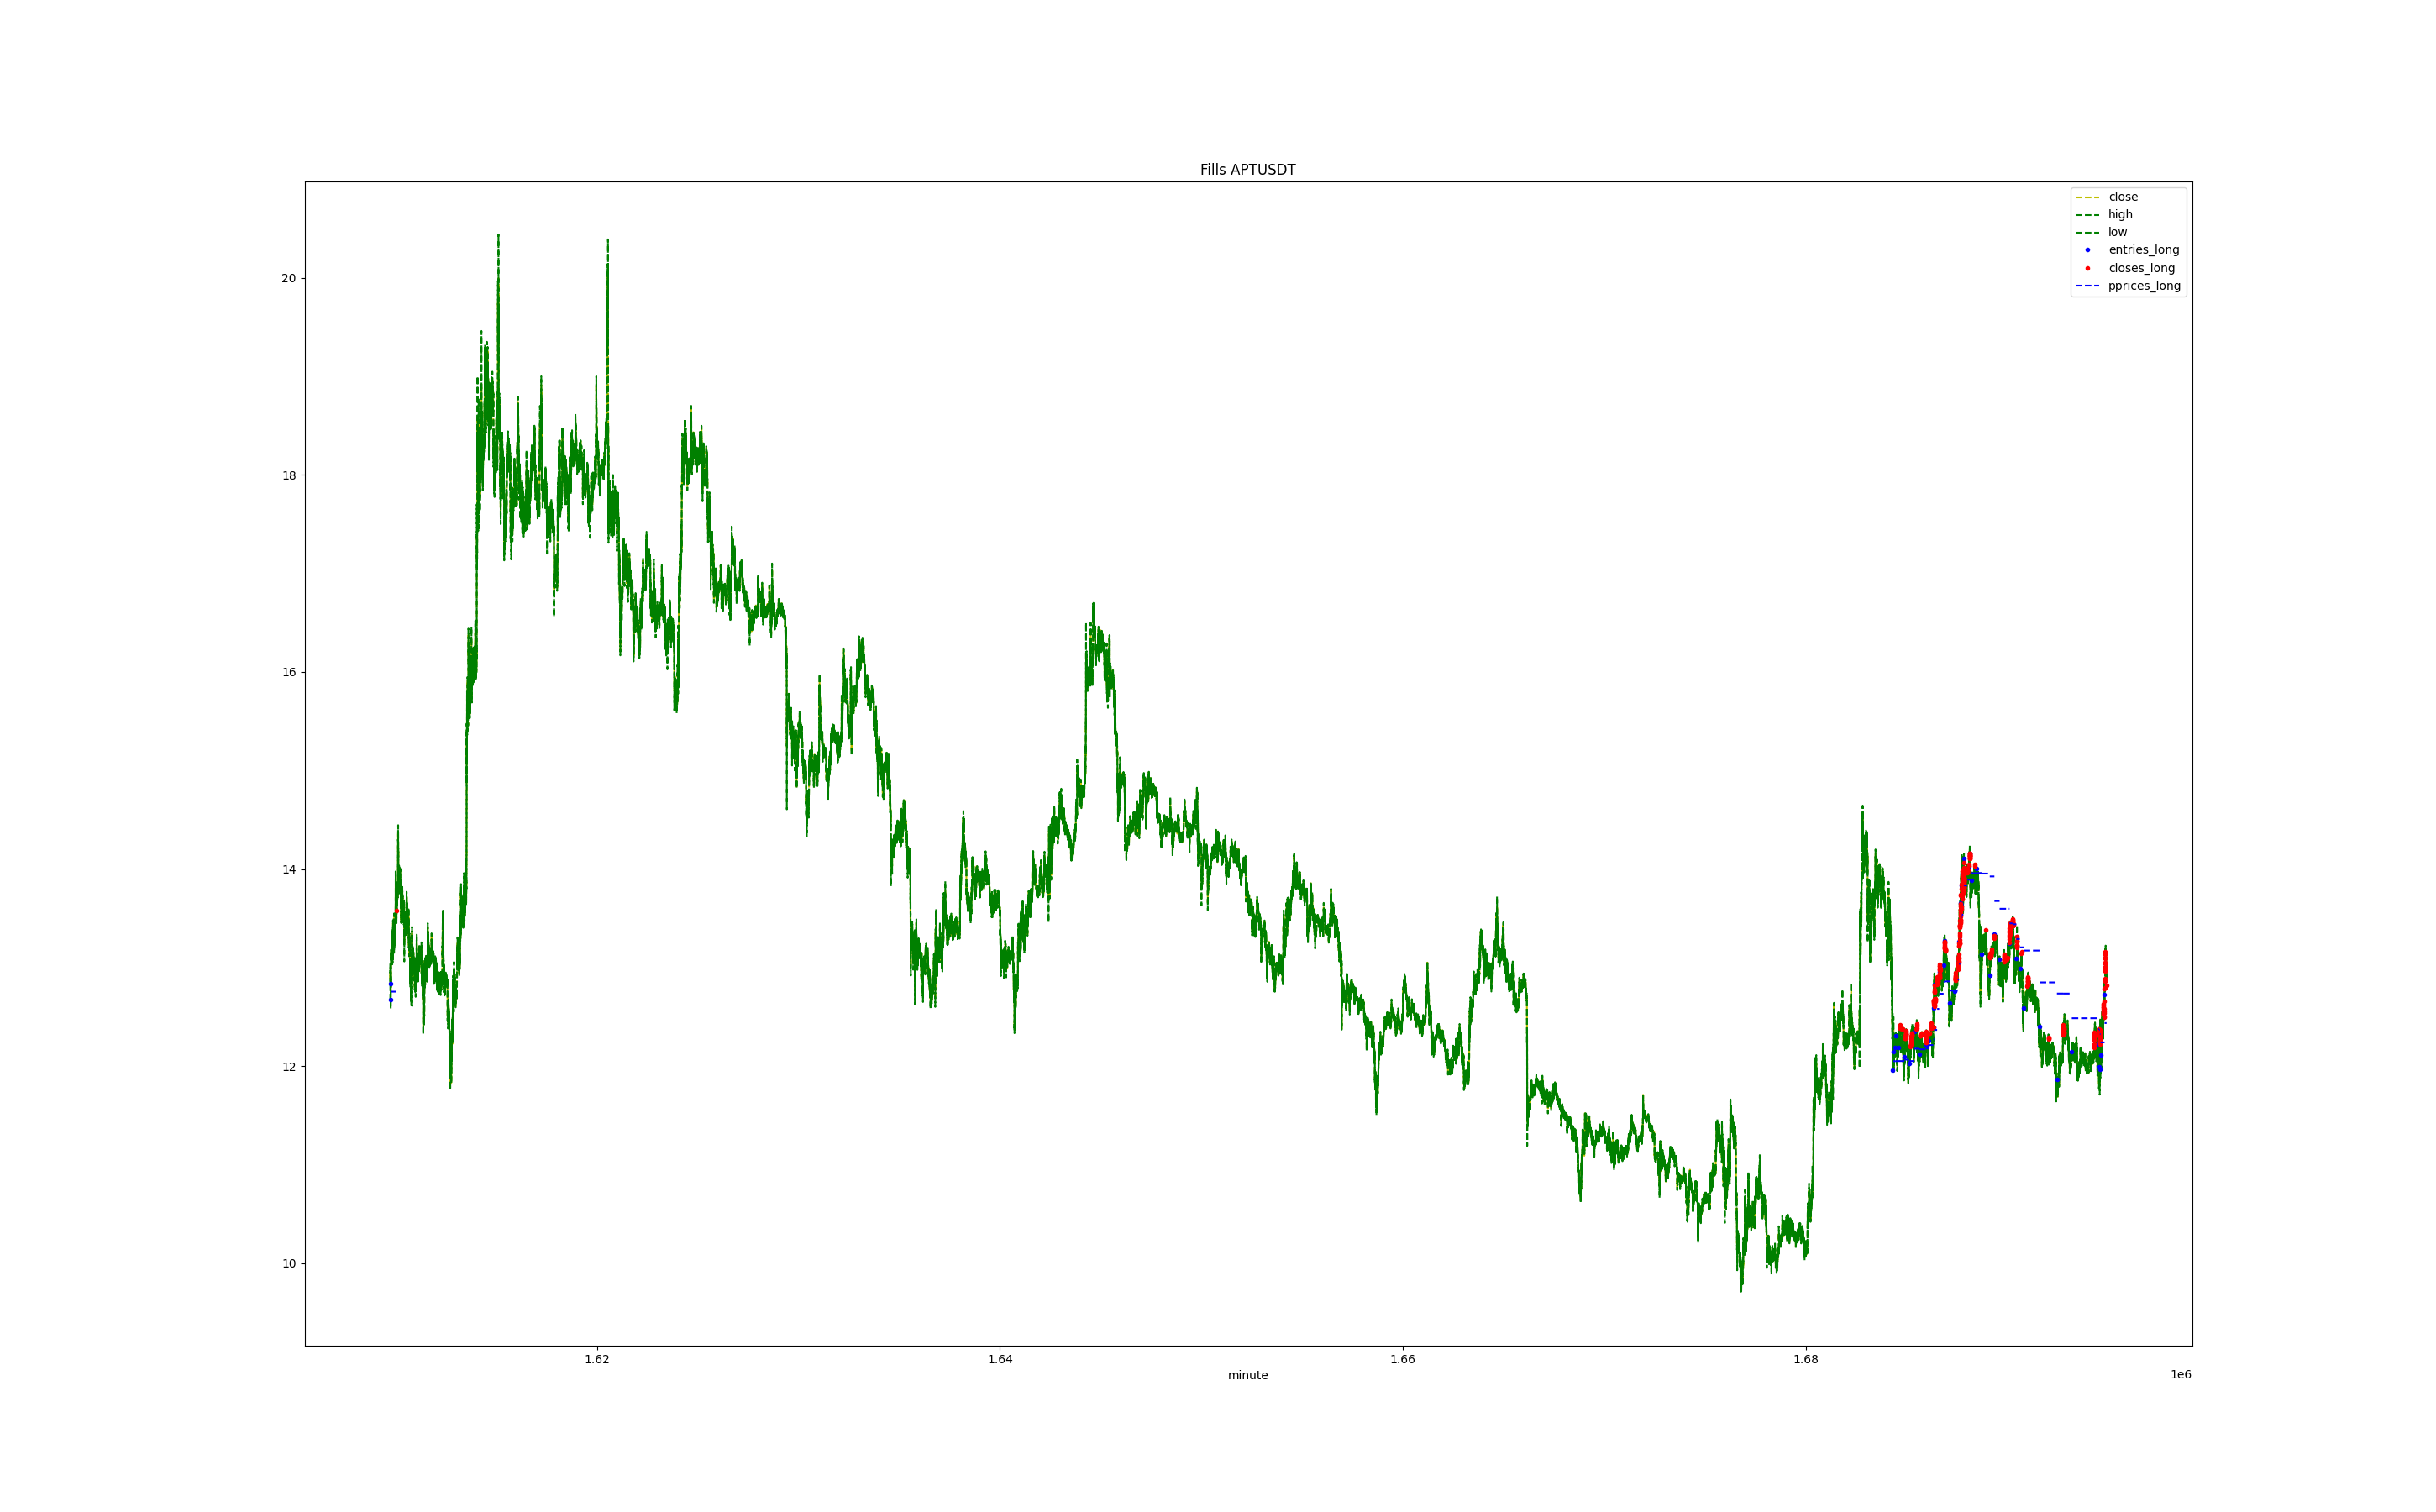 Fills APTUSDT
close
high
low
entries_long
closes_long
pprices_long
20
18
16
14
12
10
1.62
1.64
1.66
1.68
minute
1e6